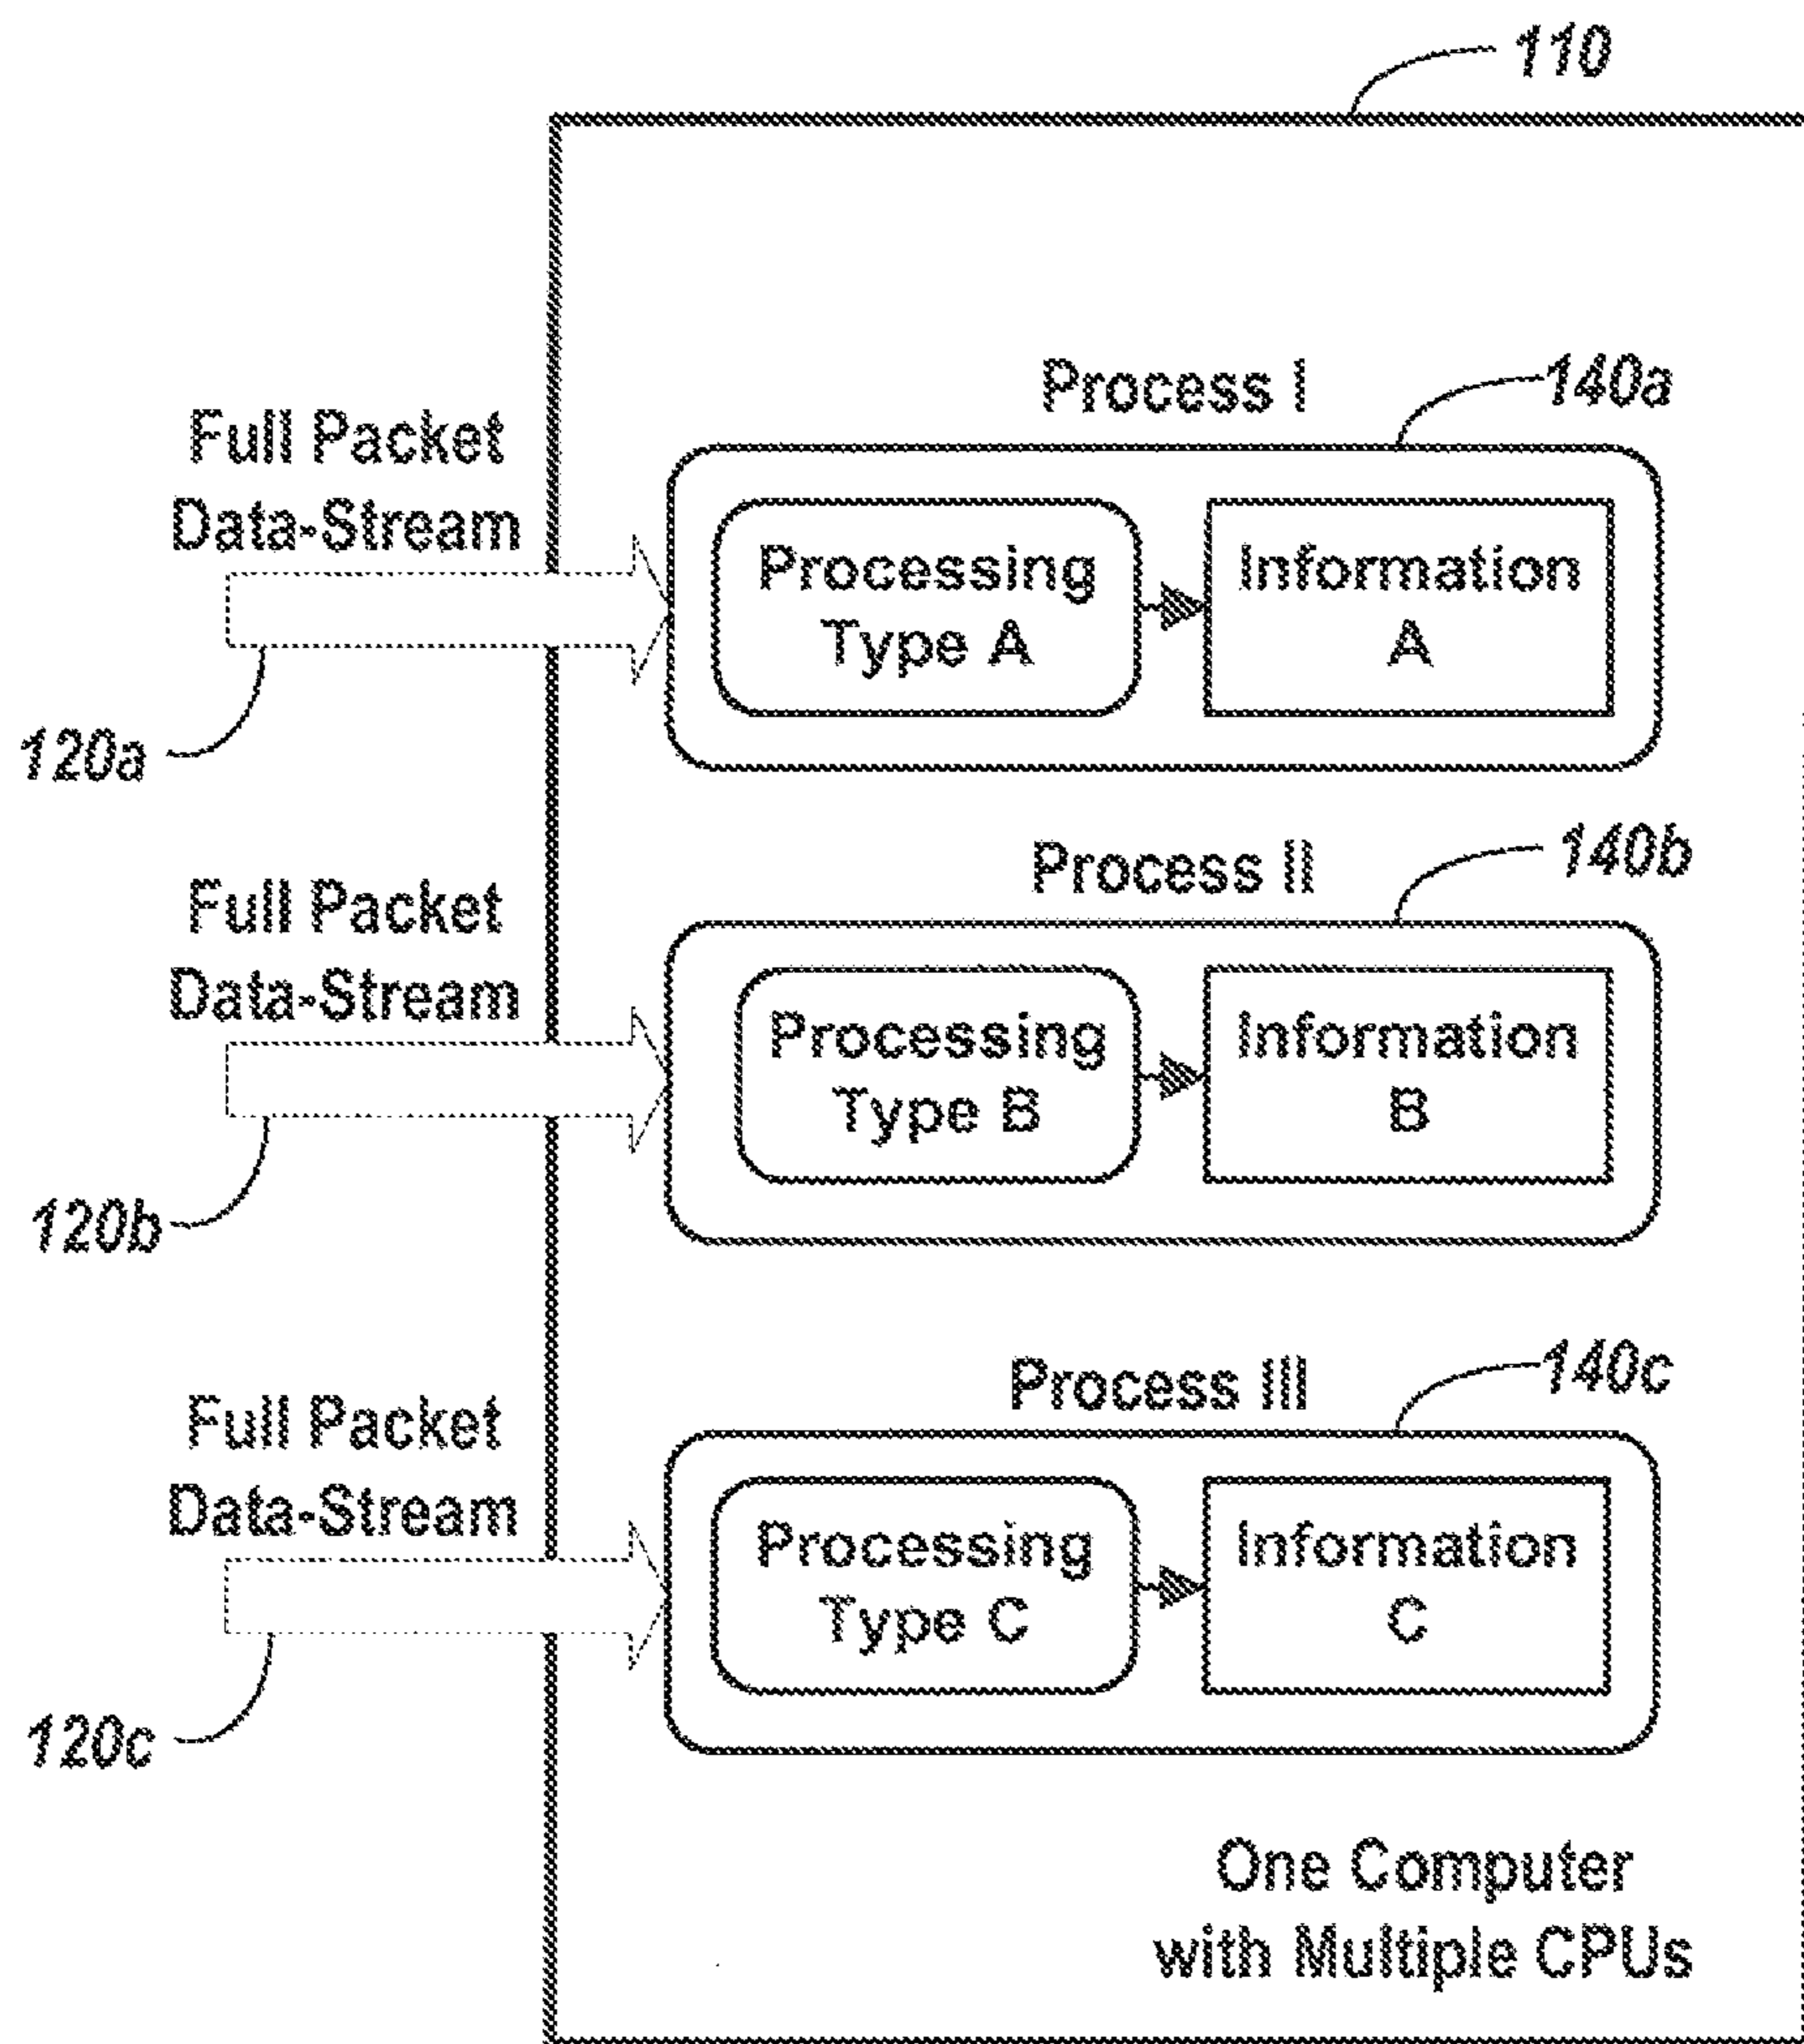 110
Process I
140a
Full Packet
Data-Stream
Processing
Type A
Information
A
120a
Process II
140b
Full Packet
Data-Stream
Processing
Type B
Information
B
120b
Process III
140c
Full Packet
Data-Stream
Processing
Type C
Information
C
120c
One Computer
with Multiple CPUs